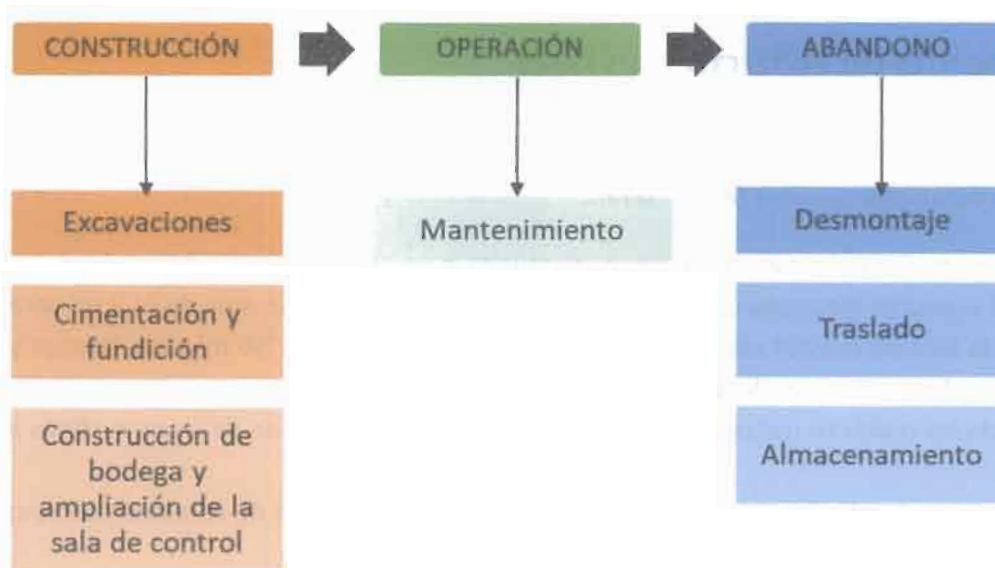 CONSTRUCCIÓN
OPERACIÓN
ABANDONO
Excavaciones
Mantenimiento
Desmontaje
Cimentación y
fundición
Traslado
Construcción de
bodega y
ampliación de la
sala de control
Almacenamiento